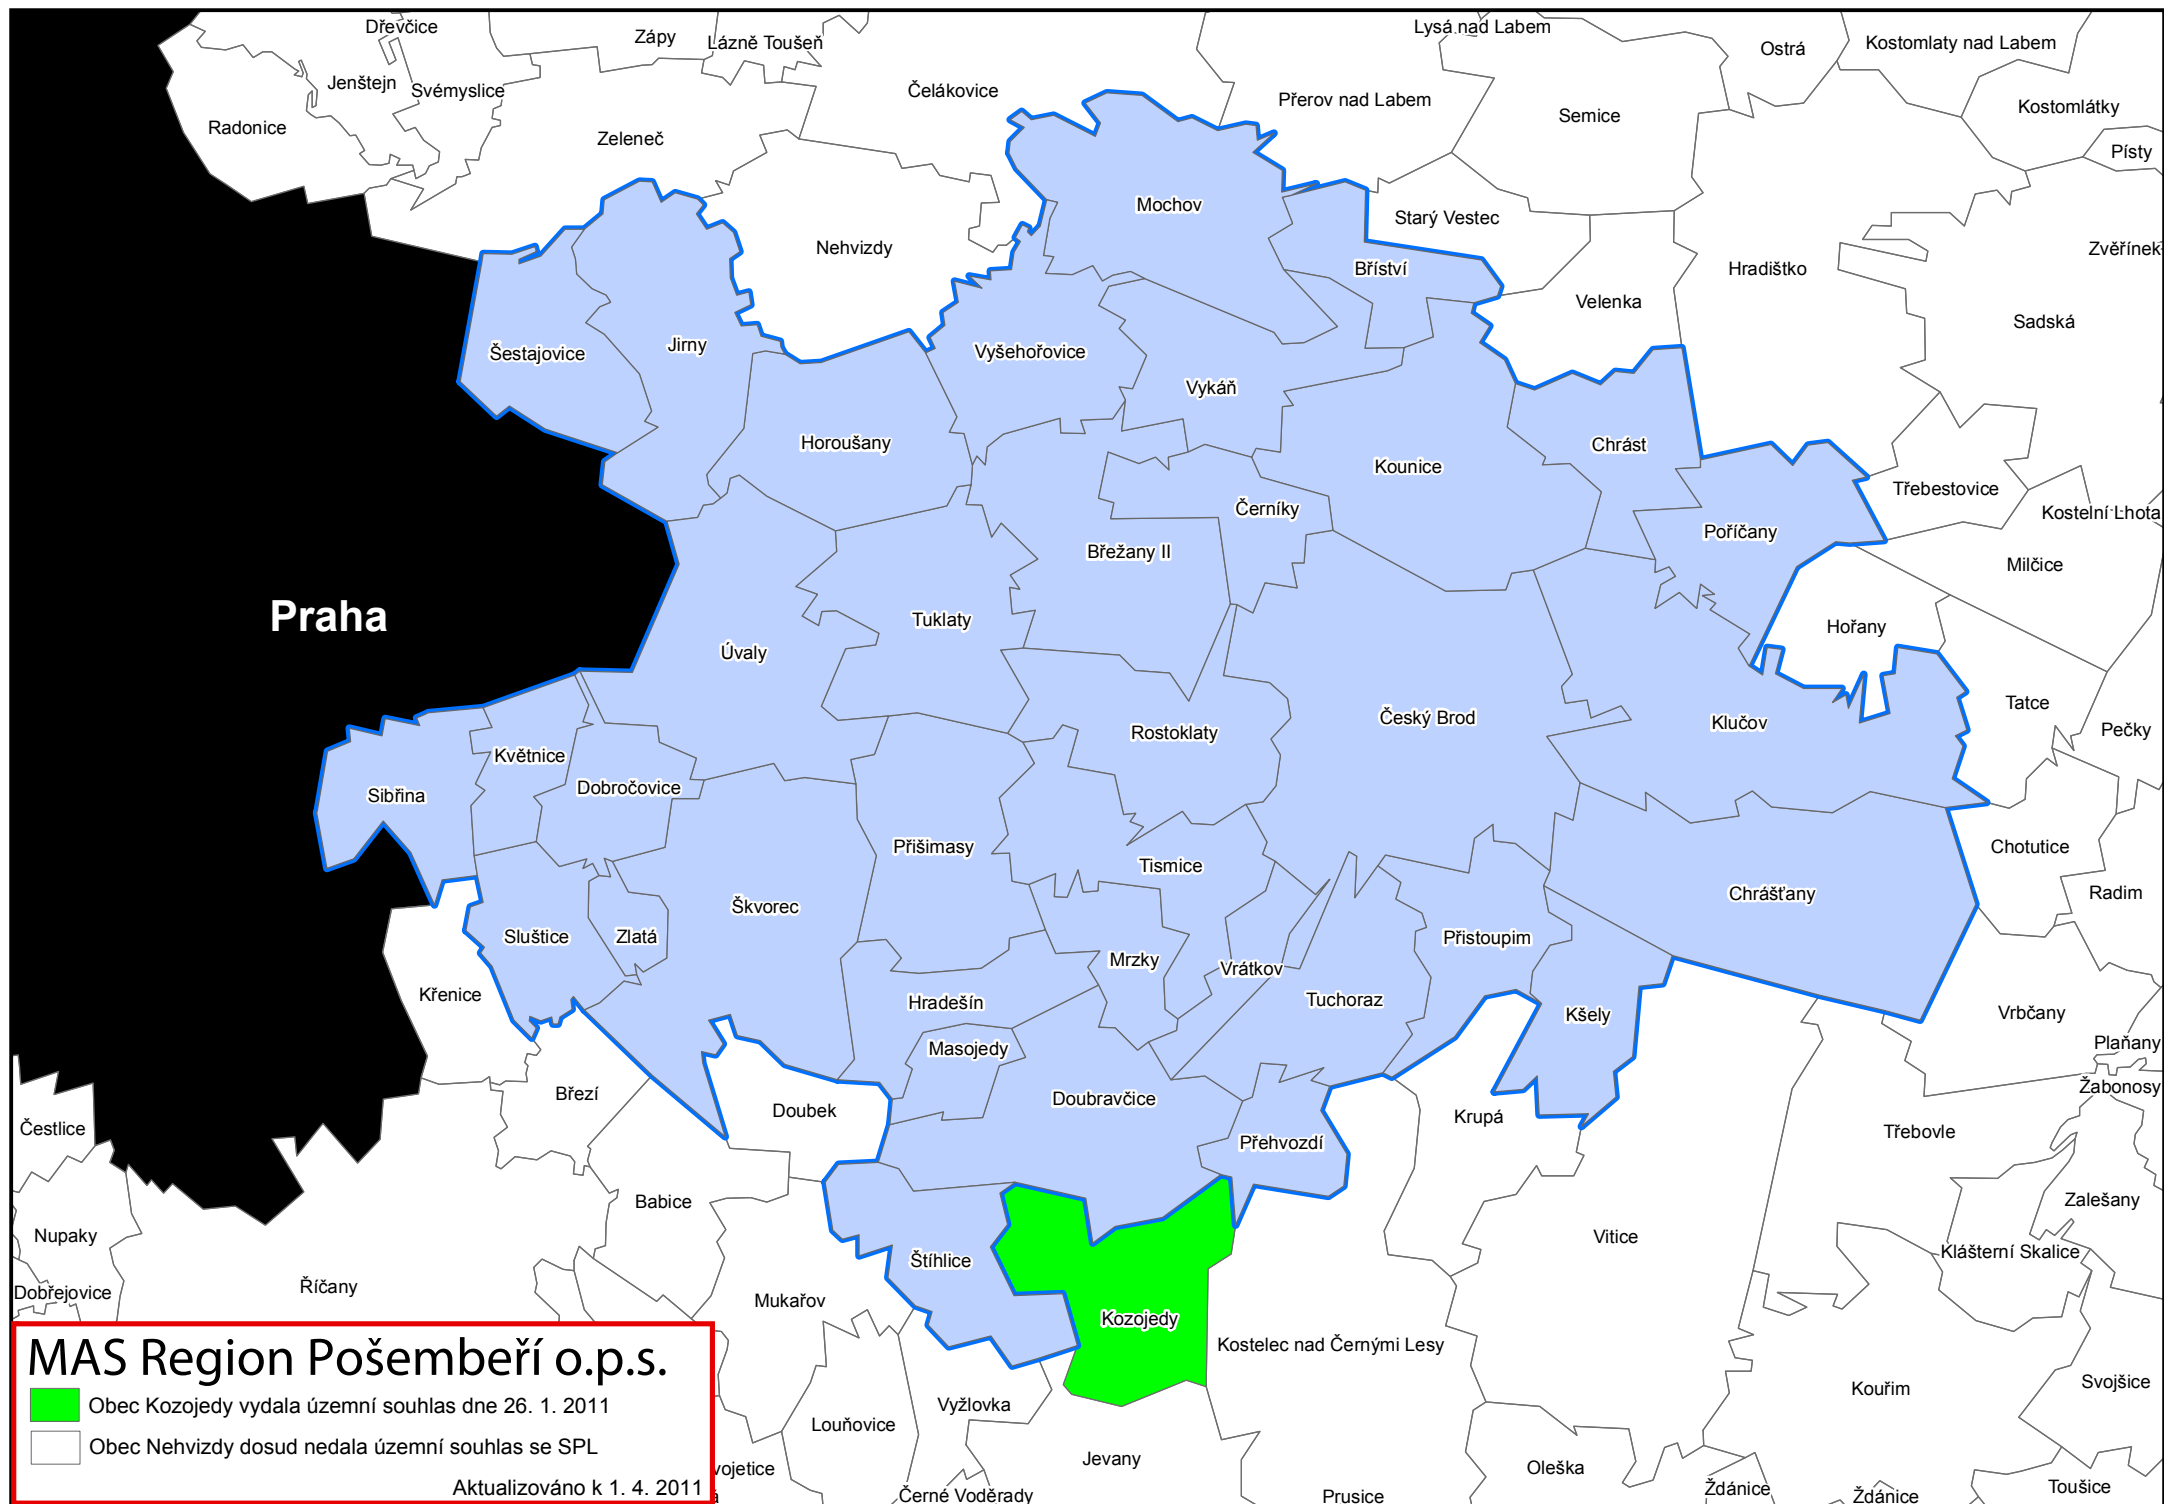 Dřevčice
Zápy
Lázně Toušeň
Lysá nad Labem
Ostrá
Kostomlaty nad Labem
Jenštejn
Svémyslice
Čelákovice
Přerov nad Labem
Semice
Kostomlátky
Radonice
Zeleneč
Písty
Mochov
Starý Vestec
Nehvizdy
Zvěřínek
Bříství
Hradištko
Velenka
Sadská
Šestajovice
Jirny
Vyšehořovice
Vykáň
Horoušany
Chrást
Kounice
Třebestovice
Černíky
Kostelní Lhota
Poříčany
Břežany II
Milčice
Praha
Tuklaty
Hořany
Úvaly
Tatce
Český Brod
Klučov
Rostoklaty
Pečky
Květnice
Dobročovice
Sibřina
Přišimasy
Chotutice
Tismice
Chrášťany
Radim
Škvorec
Sluštice
Zlatá
Přistoupim
Mrzky
Vrátkov
Křenice
Hradešín
Tuchoraz
Kšely
Vrbčany
Plaňany
Masojedy
Žabonosy
Březí
Doubek
Doubravčice
Krupá
Čestlice
Třebovle
Přehvozdí
Babice
Zalešany
Nupaky
Vitice
Klášterní Skalice
Štíhlice
Říčany
Dobřejovice
Mukařov
Kozojedy
Kostelec nad Černými Lesy
Kouřim
Svojšice
Vyžlovka
Louňovice
Jevany
Oleška
vojetice
Ždánice
Toušice
Černé Voděrady
Prusice
Ždánice
á
MAS Region Pošembeří o.p.s.
Obec Kozojedy vydala územní souhlas dne 26. 1. 2011
Obec Nehvizdy dosud nedala územní souhlas se SPL
Aktualizováno k 1. 4. 2011